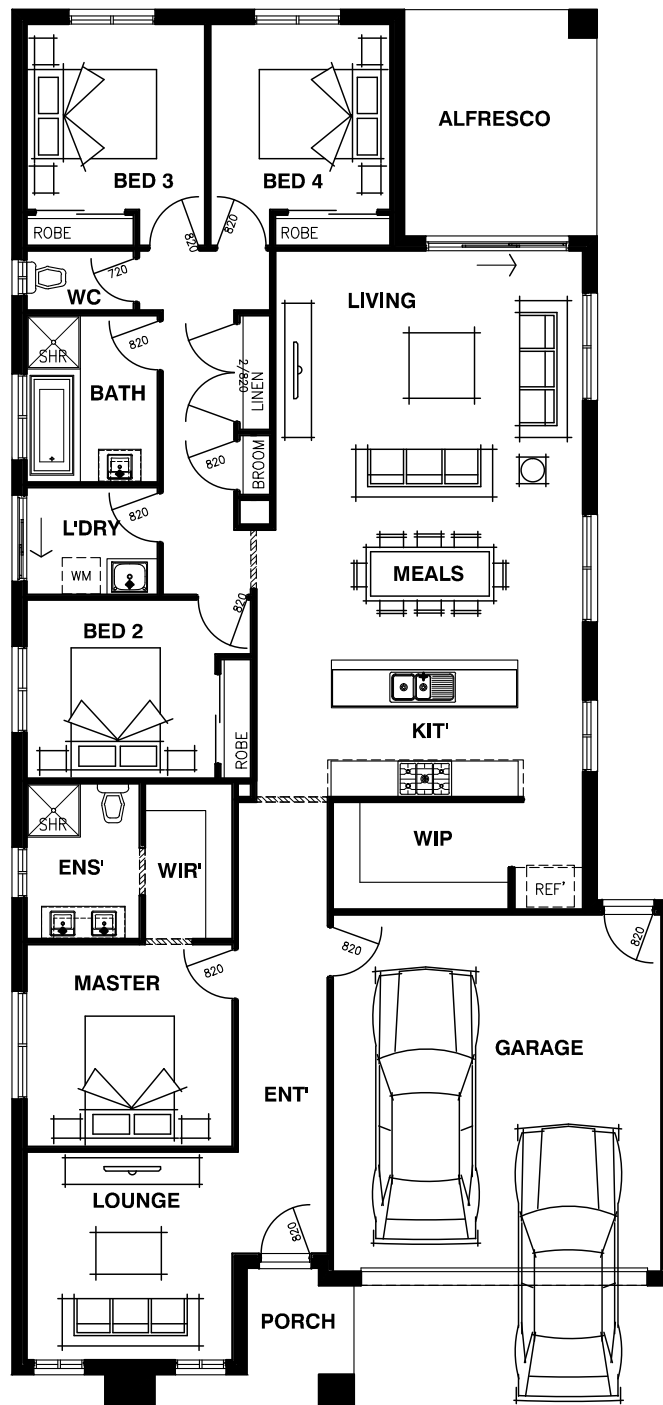 ALFRESCO
BED 3
BED 4
820
820
ROBE
ROBE
720
WC
LIVING
SHR
820
BATH
2/820
LINEN
820
BROOM
L'DRY
820
WM
MEALS
820
BED 2
ROBE
KIT'
SHR
ENS'
WIR'
WIP
REF'
820
820
820
MASTER
GARAGE
ENT'
LOUNGE
820
PORCH